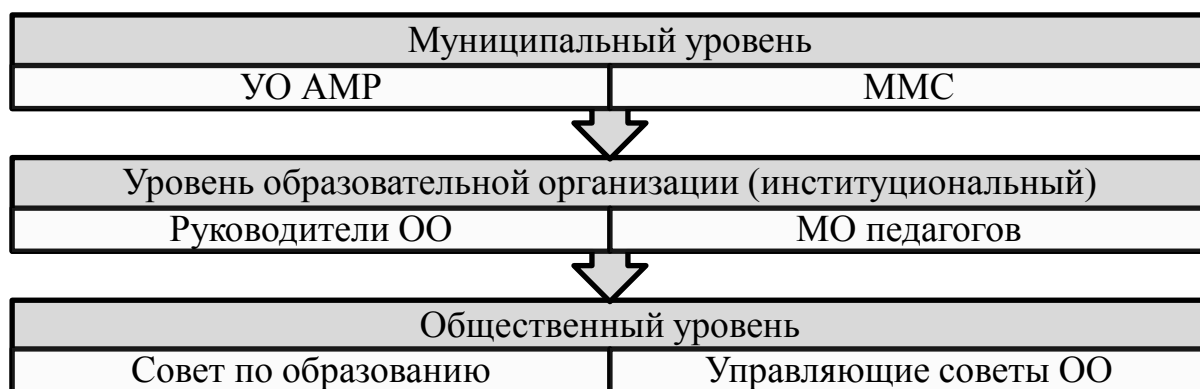 Муниципальный уровень
УО АМР
ММС
Уровень образовательной организации (институциональный)
Руководители ОО
МО педагогов
Общественный уровень
Совет по образованию
Управляющие советы ОО